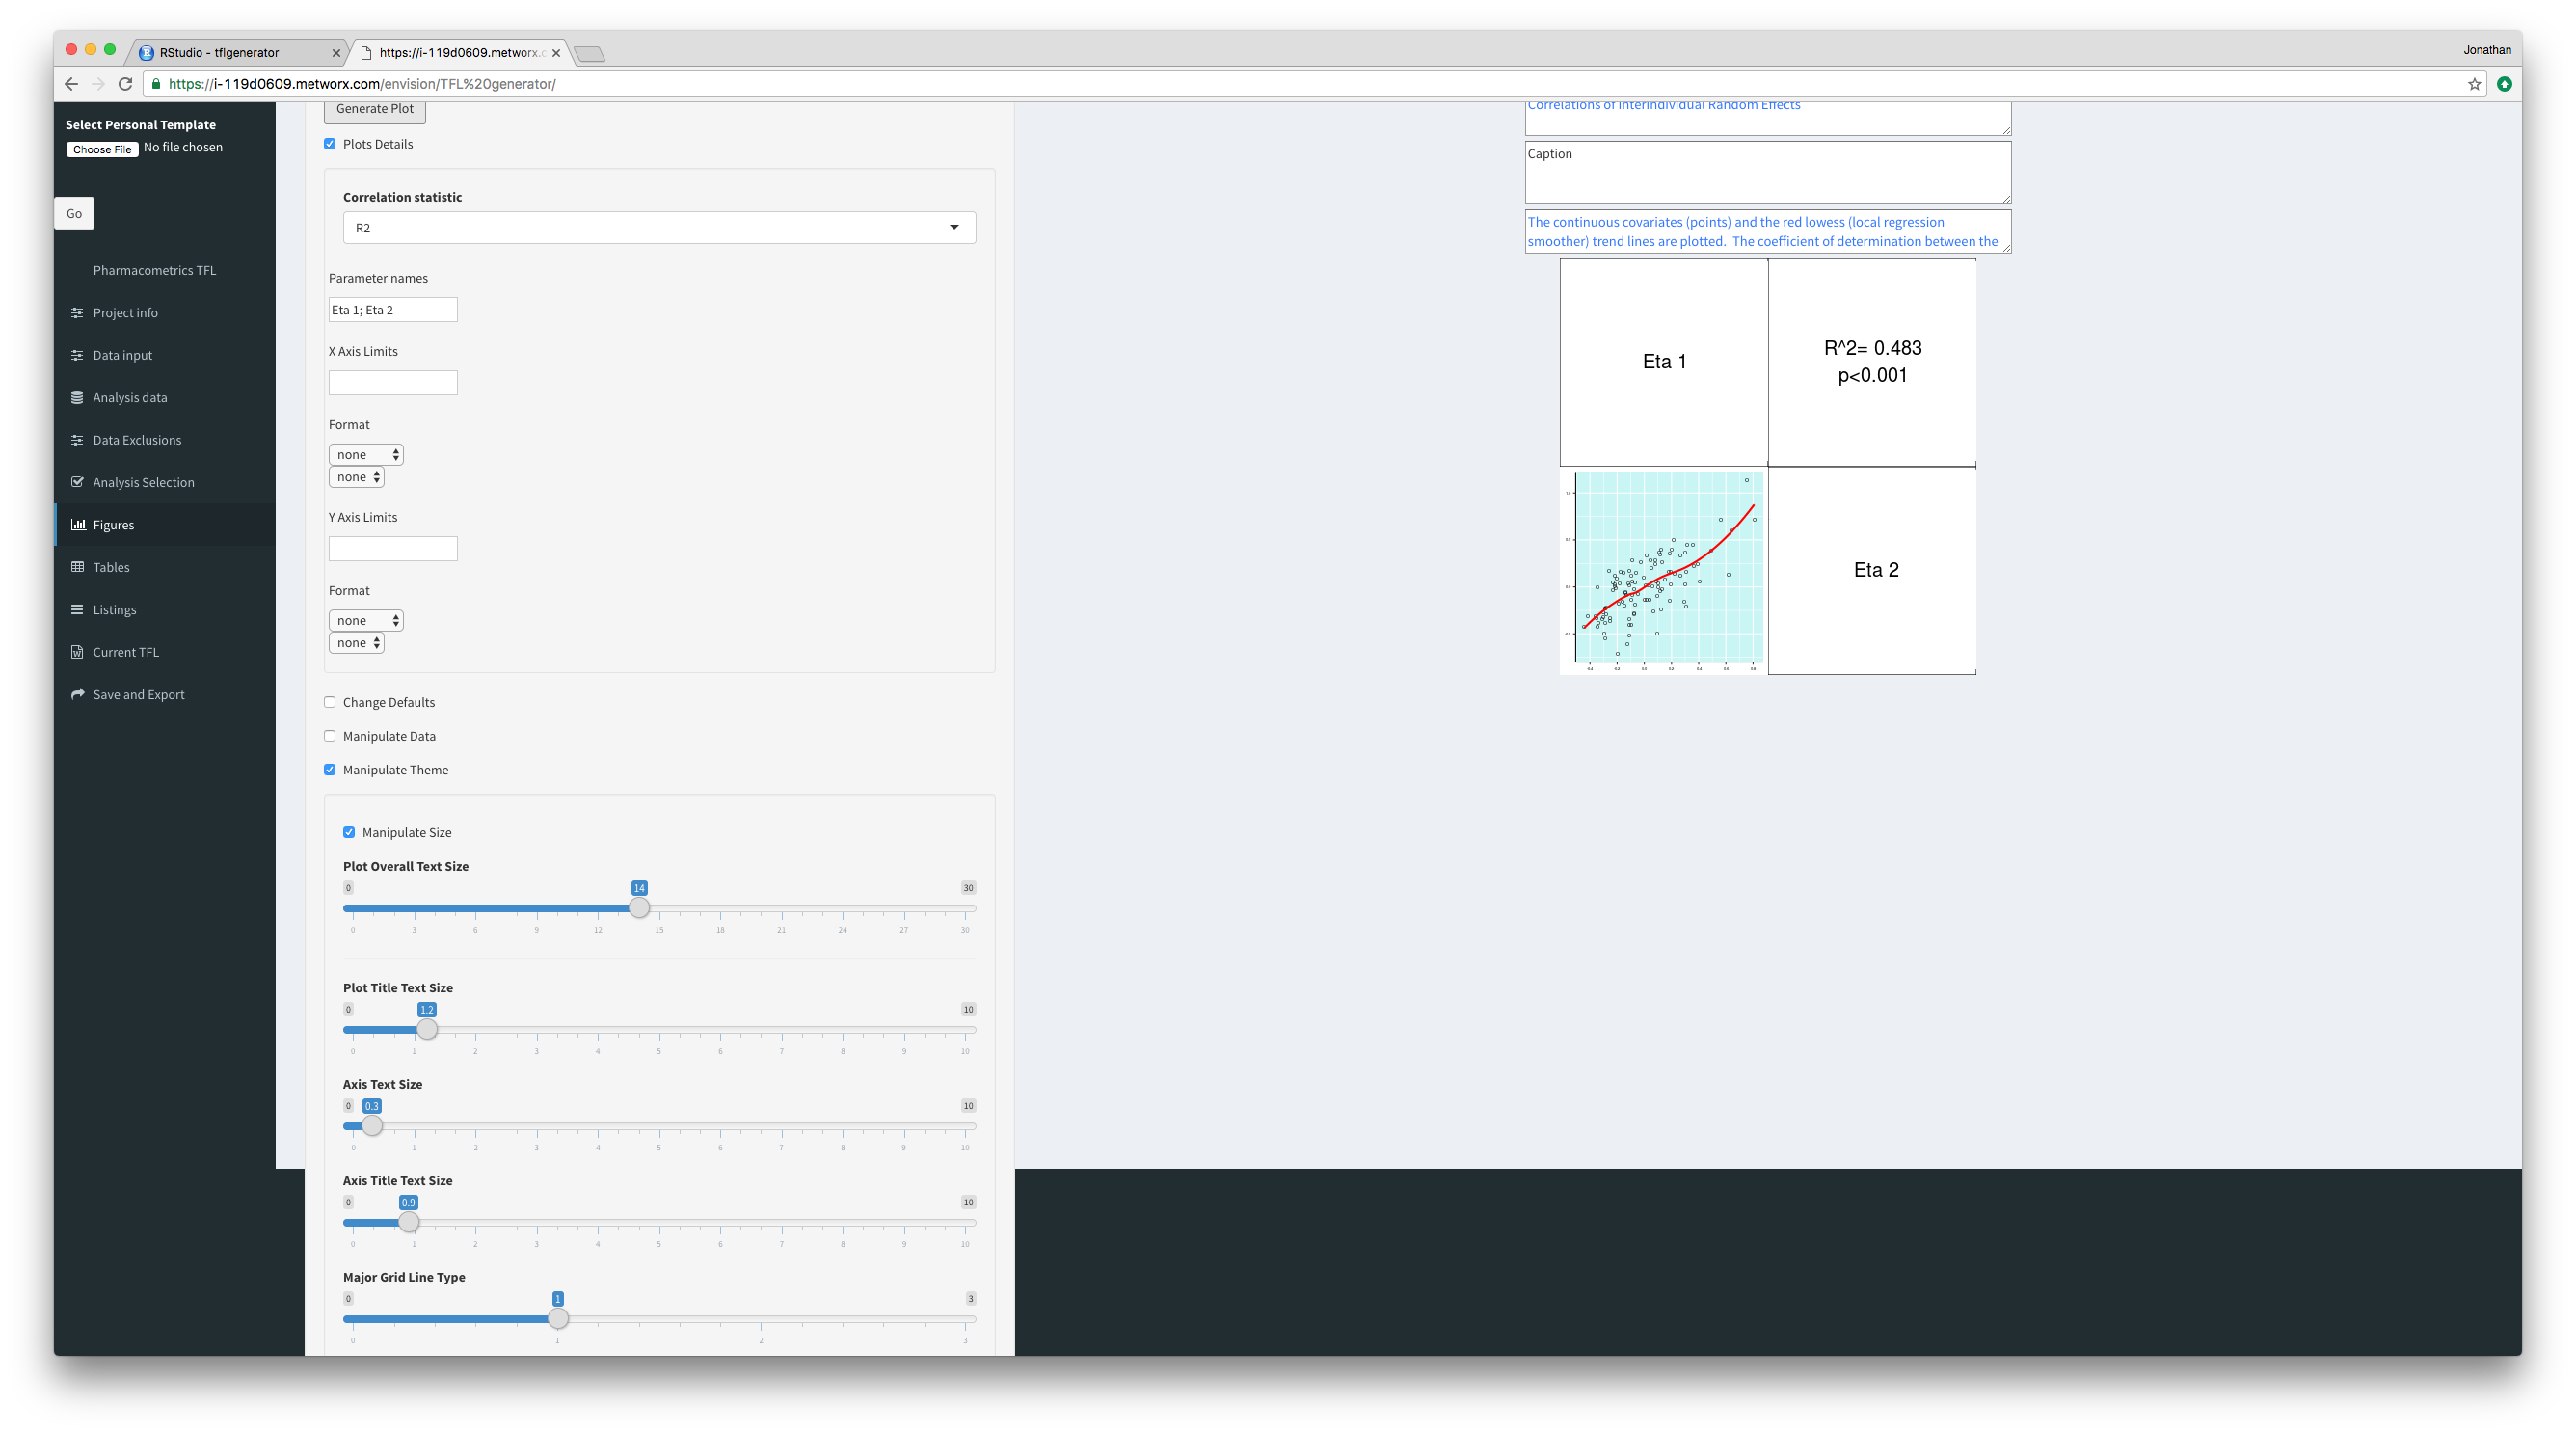 RStudio - tflgenerator
https://i-119d0609.metworx.c
Jonathan
https://i-119d0609.metworx.com/envision/TFL%20generator/
Select Personal Template
Choose File No file chosen
Go
Pharmacometrics TFL
Project info
Data input
Analysis data
Data Exclusions
Analysis Selection
Figures
Tables
Listings
Current TFL
Save and Export
Generate Plot
Plots Details
Correlation statistic
R2
Parameter names
Eta 1; Eta 2
X Axis Limits
Format
none
none
Y Axis Limits
Format
none
none
Change Defaults
Manipulate Data
Manipulate Theme
Manipulate Size
Plot Overall Text Size
0 14 30
0 3 6 9 12 15 18 21 24 27 30
Plot Title Text Size
0 1.2 10
0 1 2 3 4 5 6 7 8 9 10
Axis Text Size
0 0.3 10
0 1 2 3 4 5 6 7 8 9 10
Axis Title Text Size
0 0.9 10
0 1 2 3 4 5 6 7 8 9 10
Major Grid Line Type
0 1 3
0 1 2 3
Correlations of Interindividual Random Effects
Caption
The continuous covariates (points) and the red lowess (local regression
smoother) trend lines are plotted. The coefficient of determination between the
Eta 1
R^2= 0.483
p<0.001
Eta 2